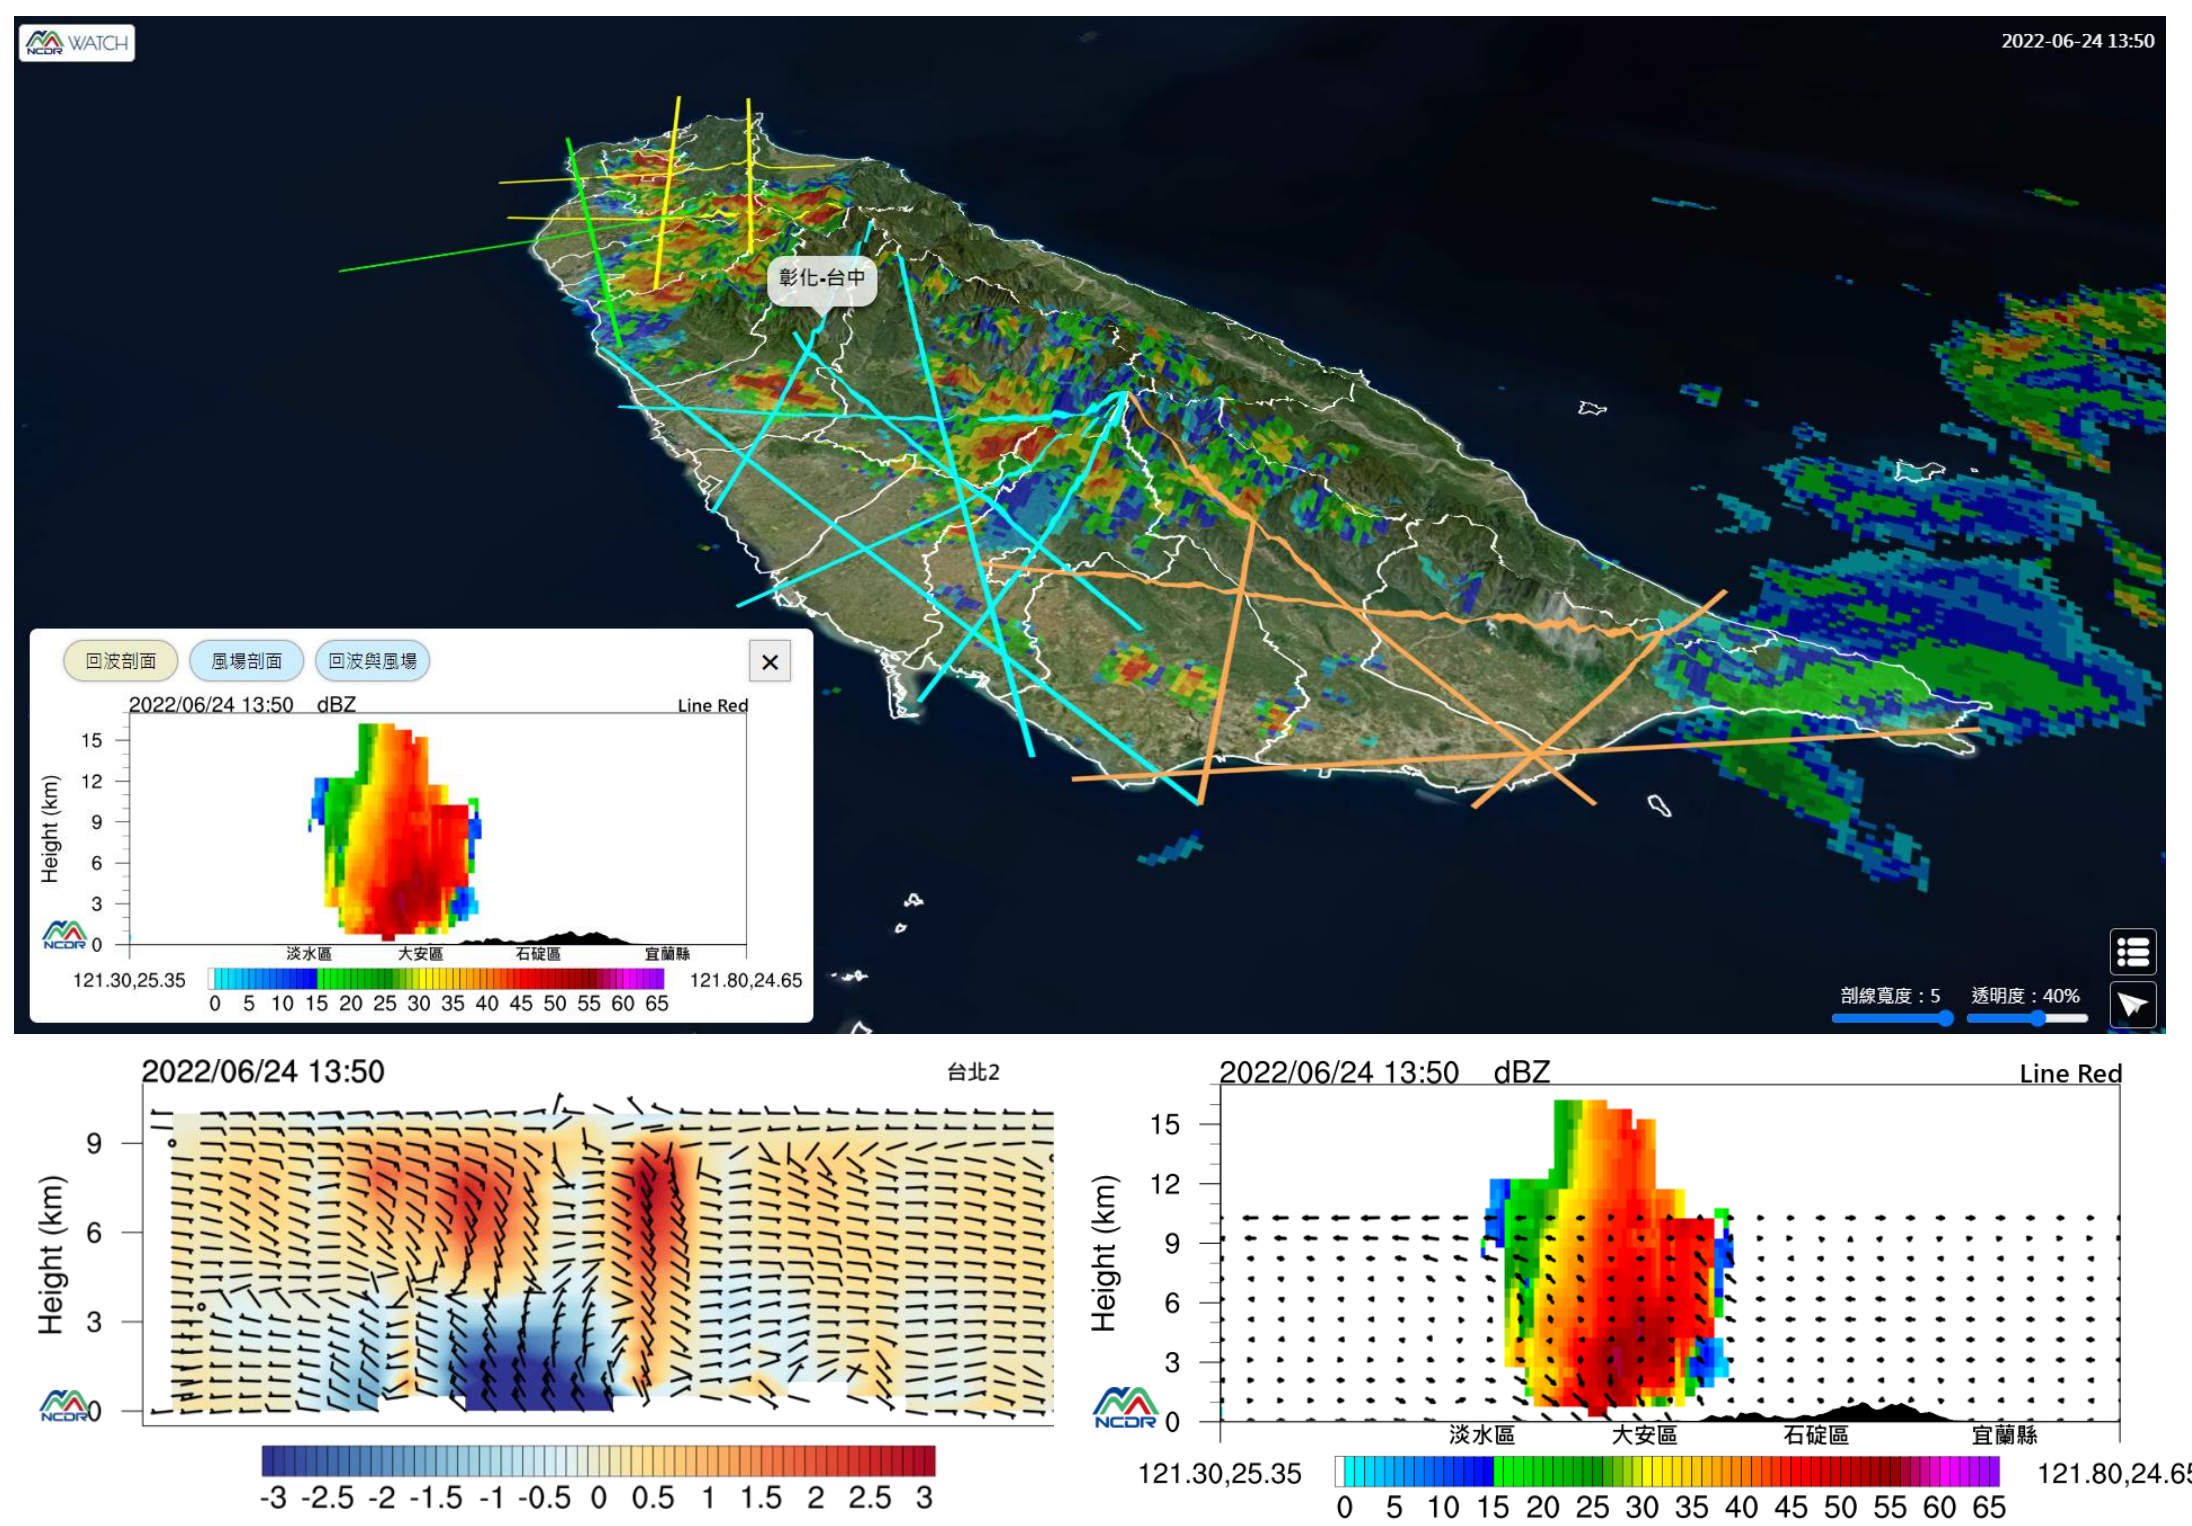 NCDR WATCH
2022-06-24 13:50
彰化-台中
回波剖面 風場剖面 回波與風場 ×
2022/06/24 13:50 dBZ Line Red
Height (km)
15
12
9
6
3
0
NCDR
淡水區 大安區 石碇區 宜蘭縣
121.30,25.35 121.80,24.65
0 5 10 15 20 25 30 35 40 45 50 55 60 65
剖線寬度：5 透明度：40%
2022/06/24 13:50 台北2
Height (km)
9
6
3
0
NCDR
-3 -2.5 -2 -1.5 -1 -0.5 0 0.5 1 1.5 2 2.5 3
2022/06/24 13:50 dBZ Line Red
Height (km)
15
12
9
6
3
0
NCDR
淡水區 大安區 石碇區 宜蘭縣
121.30,25.35 121.80,24.65
0 5 10 15 20 25 30 35 40 45 50 55 60 65